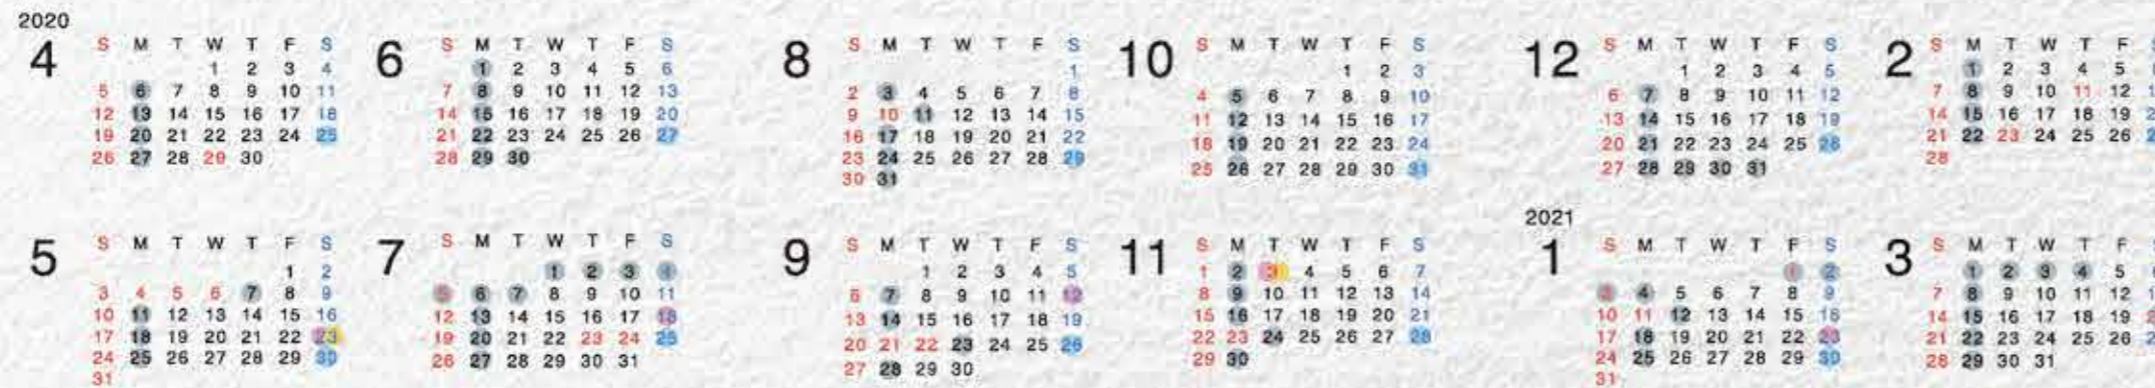 2020
4
S M T W T F S
1 2 3 4
5 6 7 8 9 10 11
12 13 14 15 16 17 18
19 20 21 22 23 24 25
26 27 28 29 30
6
S M T W T F S
1 2 3 4 5 6
7 8 9 10 11 12 13
14 15 16 17 18 19 20
21 22 23 24 25 26 27
28 29 30
8
S M T W T F S
1
2 3 4 5 6 7 8
9 10 11 12 13 14 15
16 17 18 19 20 21 22
23 24 25 26 27 28 29
30 31
10
S M T W T F S
1 2 3
4 5 6 7 8 9 10
11 12 13 14 15 16 17
18 19 20 21 22 23 24
25 26 27 28 29 30 31
12
S M T W T F S
1 2 3 4 5
6 7 8 9 10 11 12
13 14 15 16 17 18 19
20 21 22 23 24 25 26
27 28 29 30 31
2
S M T W T F
1 2 3 4 5
7 8 9 10 11 12
14 15 16 17 18 19
21 22 23 24 25 26
28
5
S M T W T F S
1 2
3 4 5 6 7 8 9
10 11 12 13 14 15 16
17 18 19 20 21 22 23
24 25 26 27 28 29 30
31
7
S M T W T F S
1 2 3 4
5 6 7 8 9 10 11
12 13 14 15 16 17 18
19 20 21 22 23 24 25
26 27 28 29 30 31
9
S M T W T F S
1 2 3 4 5
6 7 8 9 10 11 12
13 14 15 16 17 18 19
20 21 22 23 24 25 26
27 28 29 30
11
S M T W T F S
1 2 3 4 5 6 7
8 9 10 11 12 13 14
15 16 17 18 19 20 21
22 23 24 25 26 27 28
29 30
2021
1
S M T W T F S
1 2
3 4 5 6 7 8 9
10 11 12 13 14 15 16
17 18 19 20 21 22 23
24 25 26 27 28 29 30
31
3
S M T W T F
1 2 3 4 5
7 8 9 10 11 12
14 15 16 17 18 19
21 22 23 24 25 26
28 29 30 31